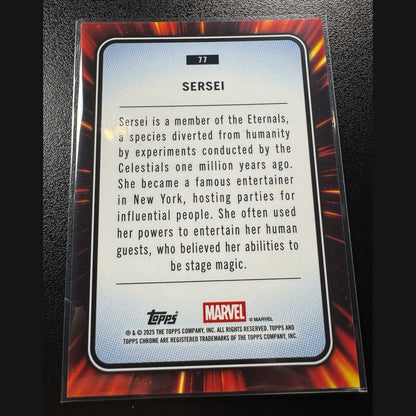 77
SERSEI
Sersei is a member of the Eternals,
a species diverted from humanity
by experiments conducted by the
Celestials one million years ago.
She became a famous entertainer
in New York, hosting parties for
influential people. She often used
her powers to entertain her human
guests, who believed her abilities to
be stage magic.
Topps MARVEL © MARVEL
® & © 2025 THE TOPPS COMPANY, INC. ALL RIGHTS RESERVED. TOPPS AND
TOPPS CHROME ARE REGISTERED TRADEMARKS OF THE TOPPS COMPANY, INC.